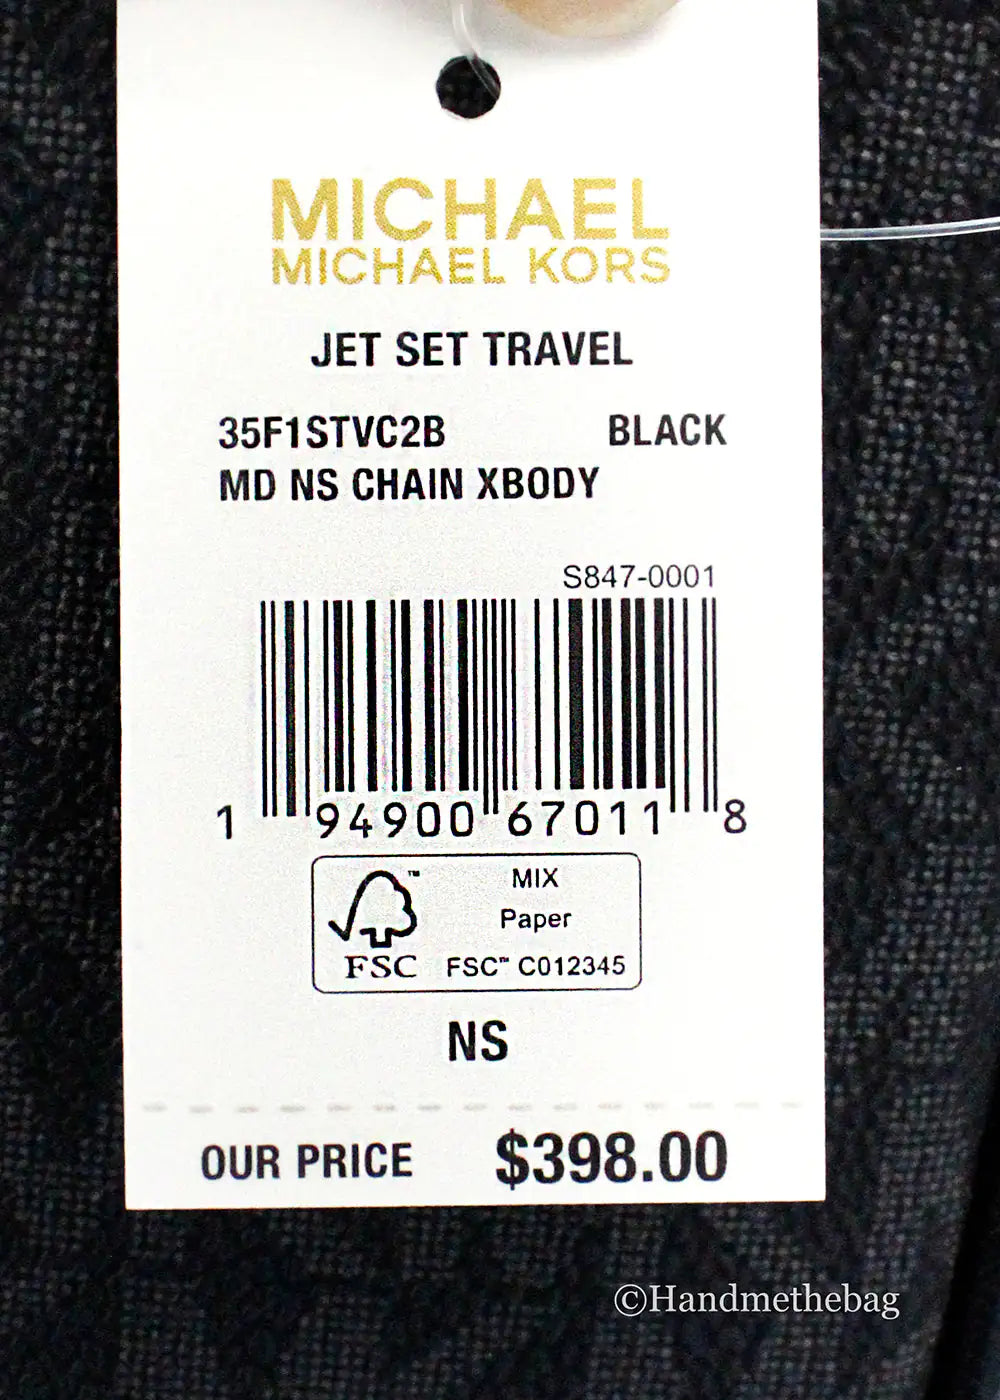 MICHAEL
MICHAEL KORS
JET SET TRAVEL
35F1STVC2B BLACK
MD NS CHAIN XBODY
S847-0001
1 94900 67011 8
FSC™
MIX
Paper
FSC™ C012345
NS
OUR PRICE $398.00
©Handmethebag